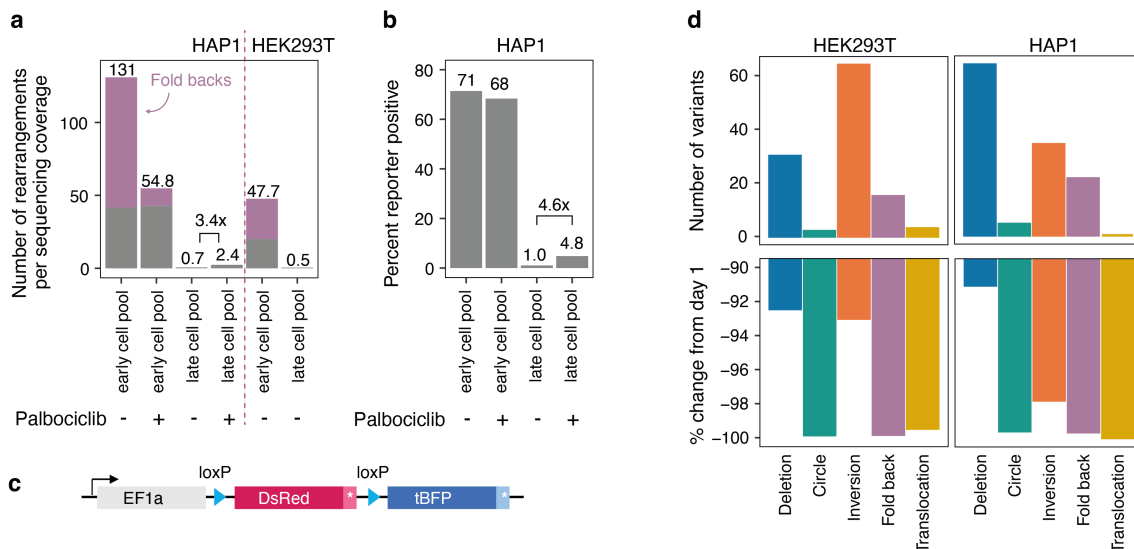 a
HAP1
HEK293T
Number of rearrangements
per sequencing coverage
100
50
0
131
Fold backs
54.8
3.4x
0.7
2.4
47.7
0.5
early cell pool
early cell pool
late cell pool
late cell pool
early cell pool
late cell pool
Palbociclib
-
+
-
+
-
-
b
HAP1
Percent reporter positive
80
60
40
20
0
71
68
4.6x
1.0
4.8
early cell pool
early cell pool
late cell pool
late cell pool
Palbociclib
-
+
-
+
c
loxP
loxP
EF1a
DsRed
*
tBFP
*
d
HEK293T
HAP1
Number of variants
60
40
20
0
% change from day 1
−90
−92
−94
−96
−98
−100
Deletion
Circle
Inversion
Fold back
Translocation
Deletion
Circle
Inversion
Fold back
Translocation